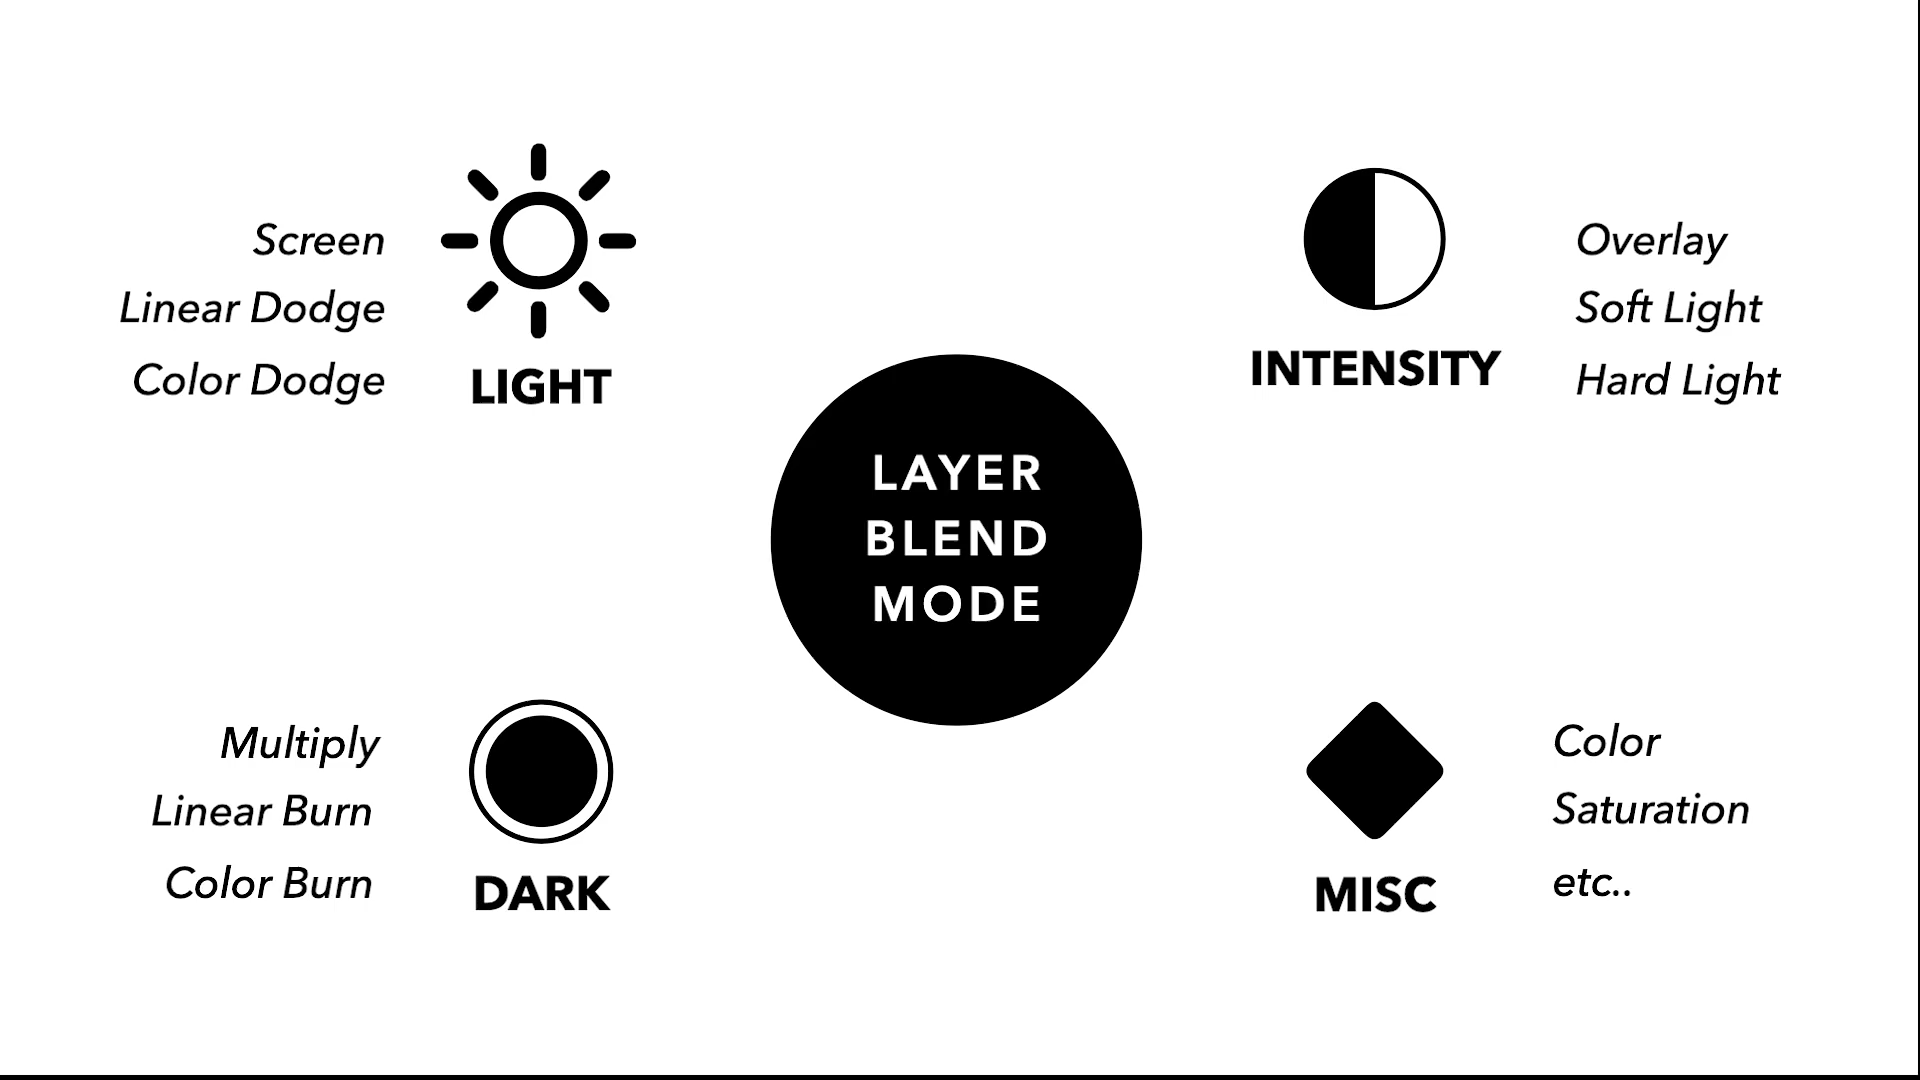 Screen
Linear Dodge
Color Dodge
LIGHT
INTENSITY
Overlay
Soft Light
Hard Light
LAYER
BLEND
MODE
Multiply
Linear Burn
Color Burn
DARK
MISC
Color
Saturation
etc..